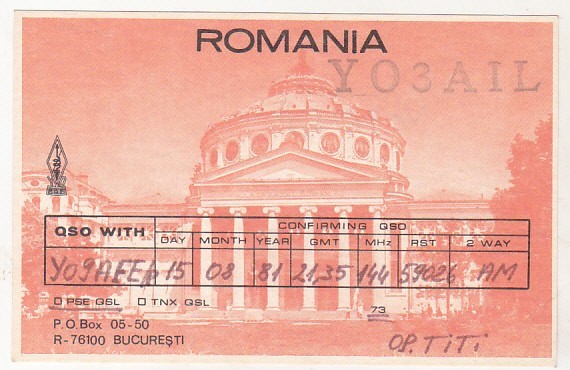 ROMANIA
YO3AIL
QSO WITH
CONFIRMING QSO
DAY MONTH YEAR GMT MHz RST 2 WAY
YO9AFE/p 15 08 81 21,35 144 59026 AM
PSE QSL TNX QSL 73
P.O.Box 05-50
R-76100 BUCUREŞTI
OP. TiTi